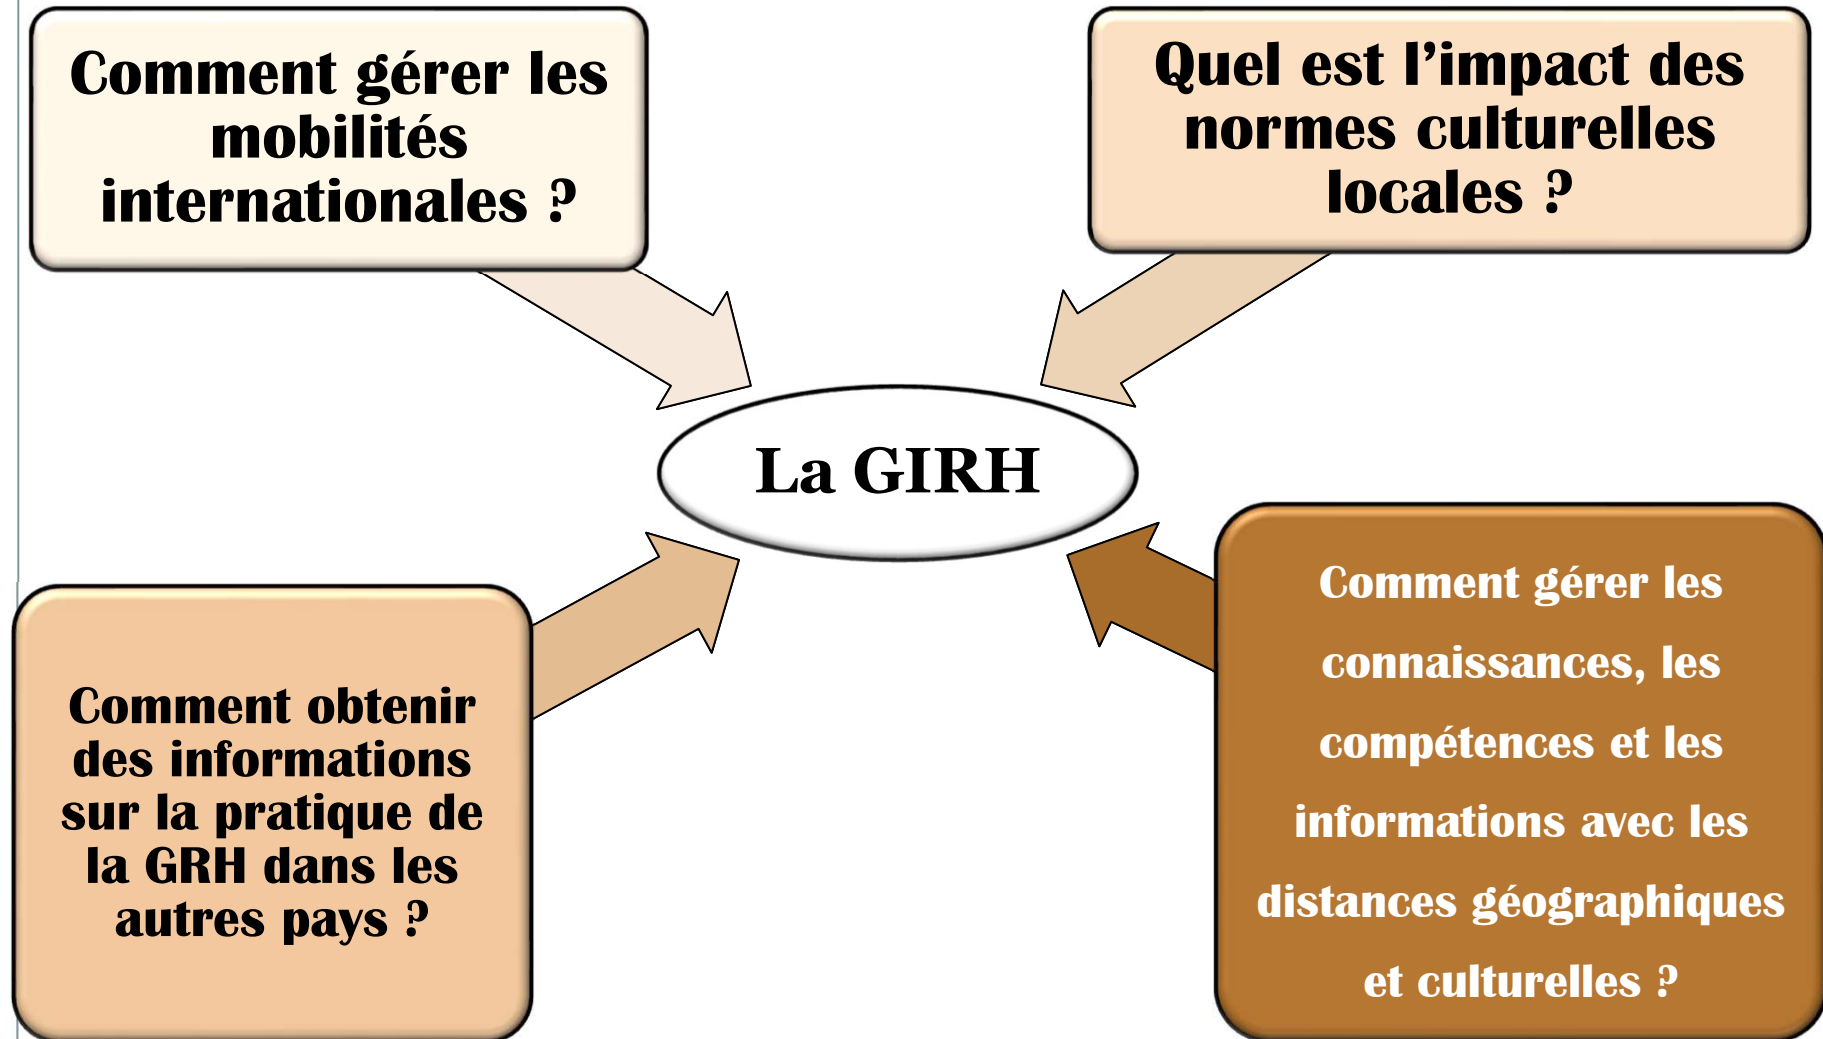 Comment gérer les
mobilités
internationales ?
Quel est l’impact des
normes culturelles
locales ?
La GIRH
Comment obtenir
des informations
sur la pratique de
la GRH dans les
autres pays ?
Comment gérer les
connaissances, les
compétences et les
informations avec les
distances géographiques
et culturelles ?